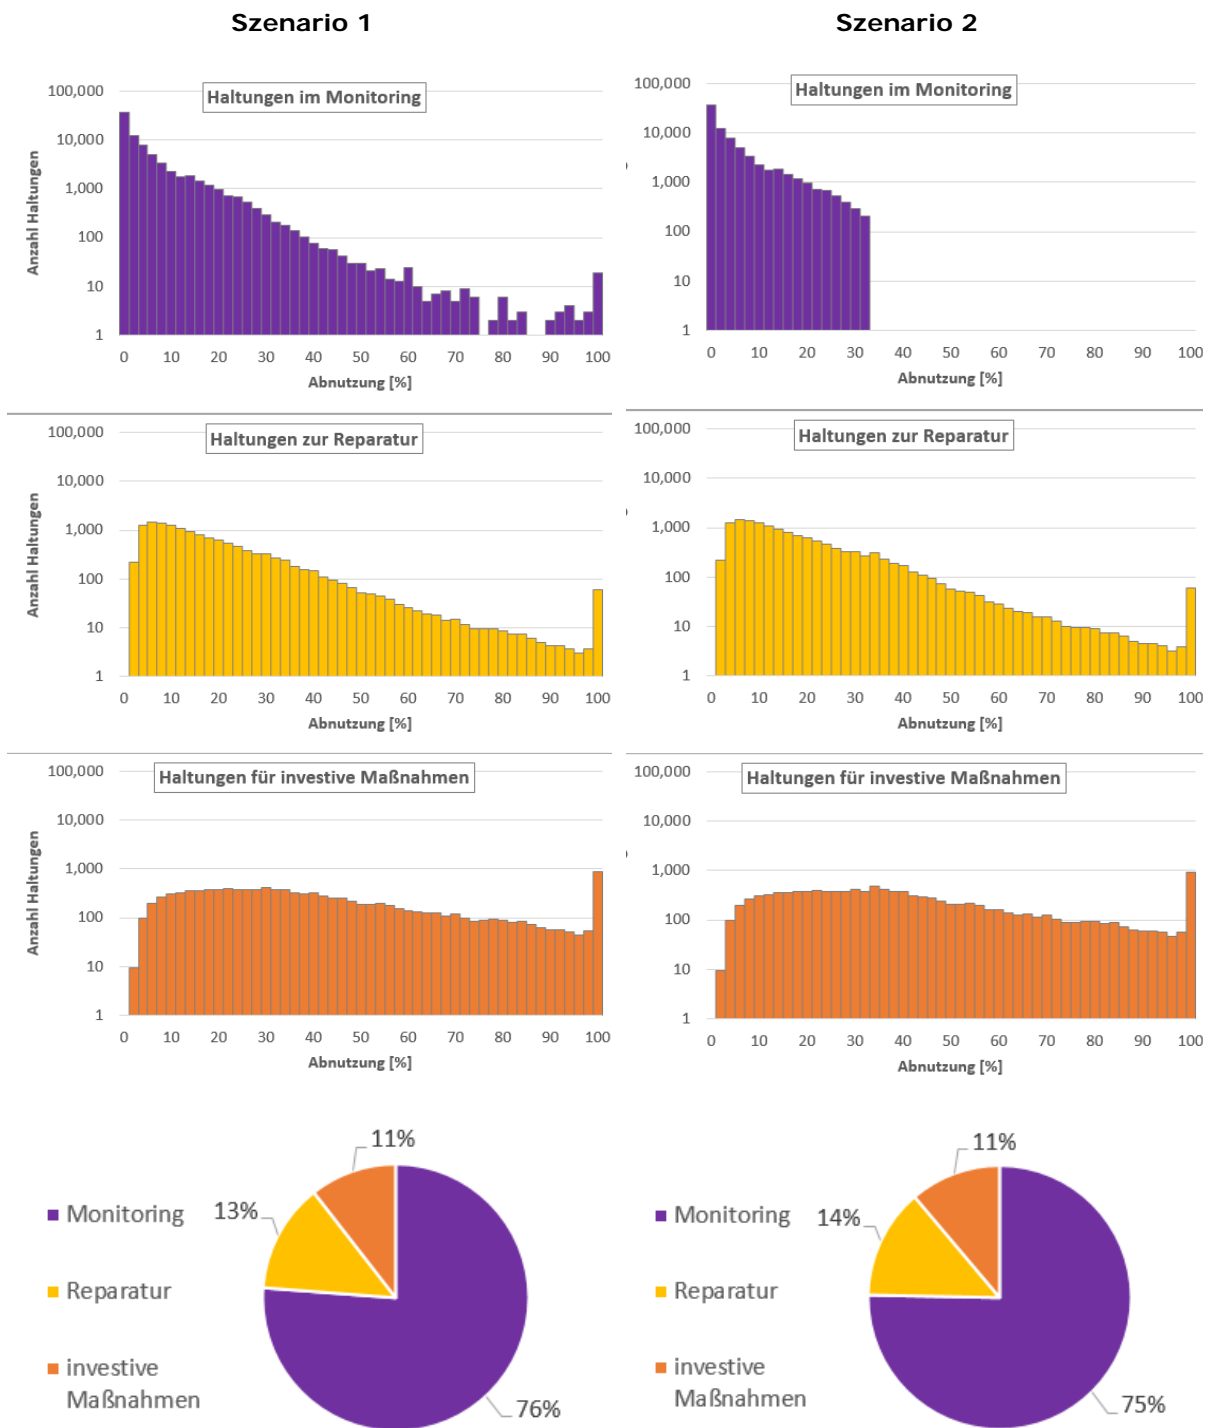 Szenario 1
Szenario 2
Haltungen im Monitoring
100,000
10,000
1,000
100
10
1
Anzahl Haltungen
0 10 20 30 40 50 60 70 80 90 100
Abnutzung [%]
Haltungen im Monitoring
100,000
10,000
1,000
100
10
1
0 10 20 30 40 50 60 70 80 90 100
Abnutzung [%]
Haltungen zur Reparatur
100,000
10,000
1,000
100
10
1
Anzahl Haltungen
0 10 20 30 40 50 60 70 80 90 100
Abnutzung [%]
Haltungen zur Reparatur
100,000
10,000
1,000
100
10
1
0 10 20 30 40 50 60 70 80 90 100
Abnutzung [%]
Haltungen für investive Maßnahmen
100,000
10,000
1,000
100
10
1
Anzahl Haltungen
0 10 20 30 40 50 60 70 80 90 100
Abnutzung [%]
Haltungen für investive Maßnahmen
100,000
10,000
1,000
100
10
1
0 10 20 30 40 50 60 70 80 90 100
Abnutzung [%]
11%
13%
76%
Monitoring
Reparatur
investive
Maßnahmen
11%
14%
75%
Monitoring
Reparatur
investive
Maßnahmen